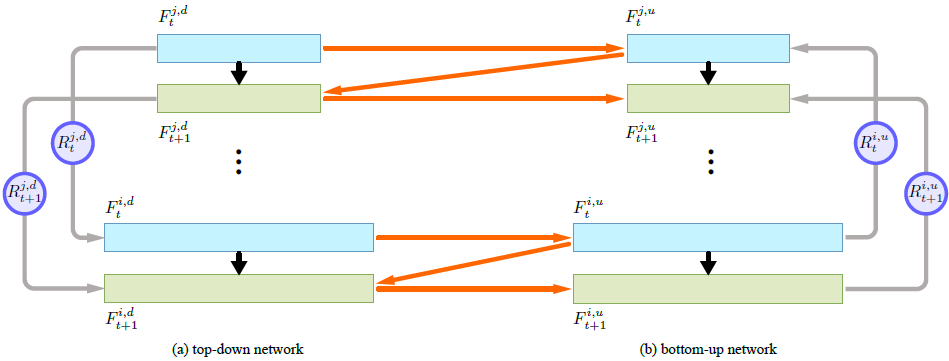 F_t^{j,d} F_t^{j,u}
F_{t+1}^{j,d} F_{t+1}^{j,u}
R_t^{j,d} R_t^{i,u}
R_{t+1}^{j,d} R_{t+1}^{i,u}
F_t^{i,d} F_t^{i,u}
F_{t+1}^{i,d} F_{t+1}^{i,u}
(a) top-down network (b) bottom-up network